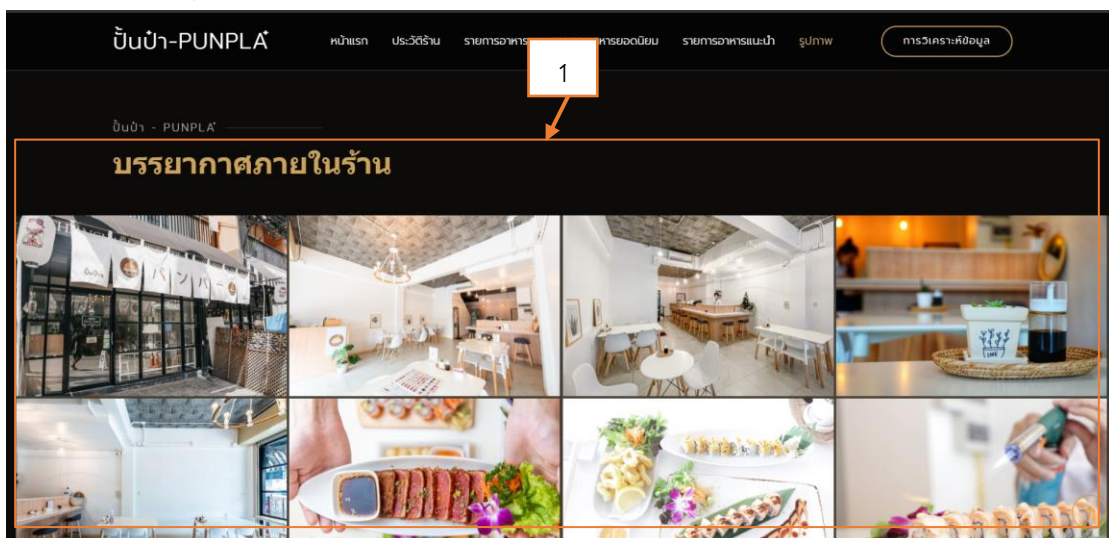 ปั้นป๋า-PUNPLA๋
หน้าแรก ประวัติร้าน รายการอาหาร หารยอดนิยม รายการอาหารแนะนำ รูปภาพ การวิเคราะห์ข้อมูล
1
ปั้นป๋า - PUNPLA๋
บรรยากาศภายในร้าน
パンパー